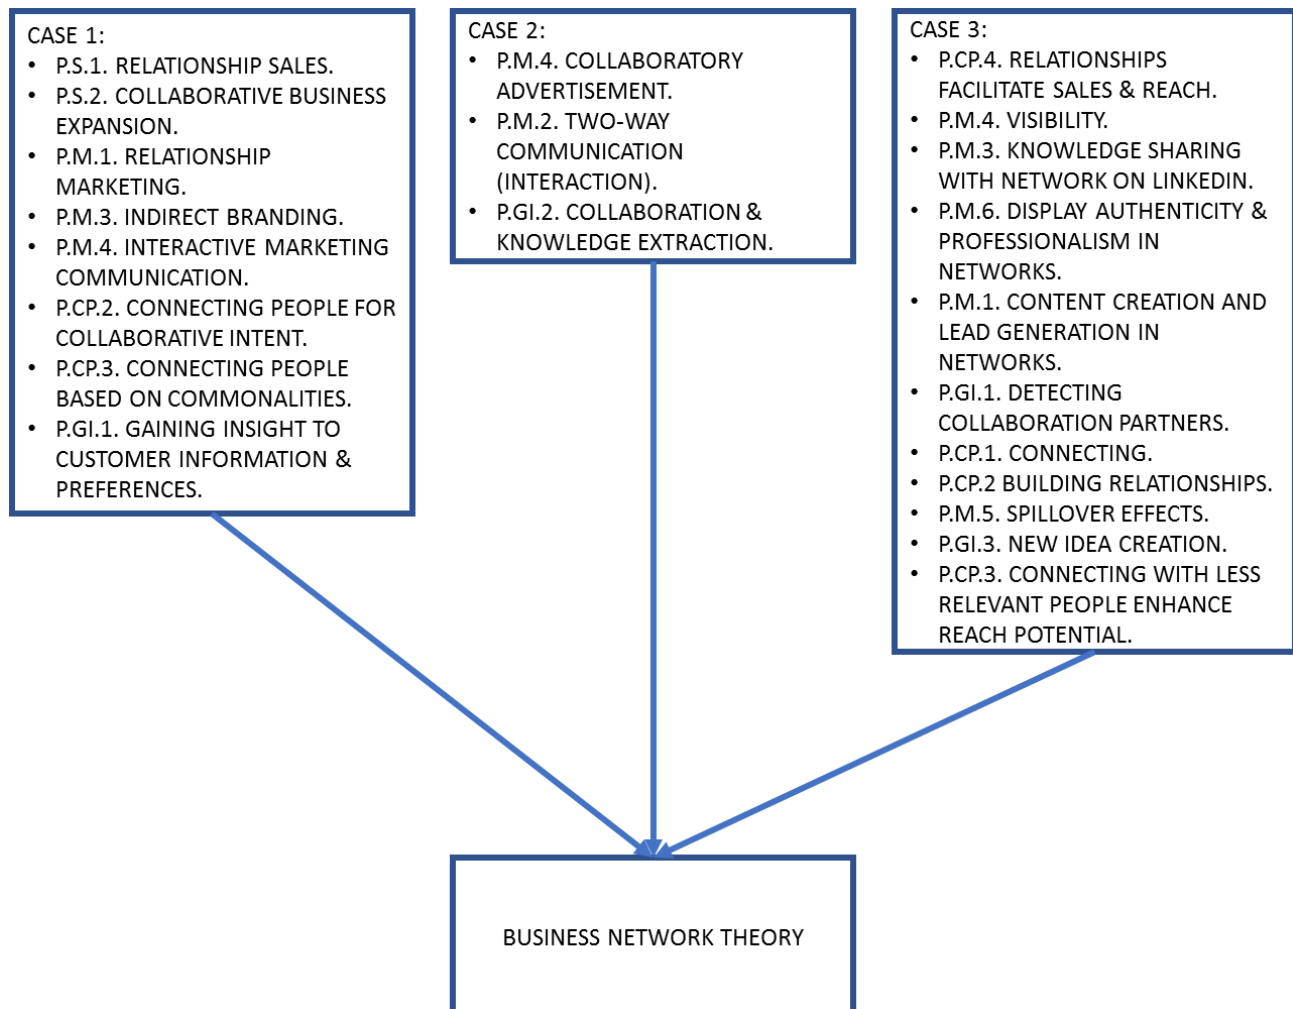 CASE 1:
• P.S.1. RELATIONSHIP SALES.
• P.S.2. COLLABORATIVE BUSINESS
EXPANSION.
• P.M.1. RELATIONSHIP
MARKETING.
• P.M.3. INDIRECT BRANDING.
• P.M.4. INTERACTIVE MARKETING
COMMUNICATION.
• P.CP.2. CONNECTING PEOPLE FOR
COLLABORATIVE INTENT.
• P.CP.3. CONNECTING PEOPLE
BASED ON COMMONALITIES.
• P.GI.1. GAINING INSIGHT TO
CUSTOMER INFORMATION &
PREFERENCES.
CASE 2:
• P.M.4. COLLABORATORY
ADVERTISEMENT.
• P.M.2. TWO-WAY
COMMUNICATION
(INTERACTION).
• P.GI.2. COLLABORATION &
KNOWLEDGE EXTRACTION.
CASE 3:
• P.CP.4. RELATIONSHIPS
FACILITATE SALES & REACH.
• P.M.4. VISIBILITY.
• P.M.3. KNOWLEDGE SHARING
WITH NETWORK ON LINKEDIN.
• P.M.6. DISPLAY AUTHENTICITY &
PROFESSIONALISM IN
NETWORKS.
• P.M.1. CONTENT CREATION AND
LEAD GENERATION IN
NETWORKS.
• P.GI.1. DETECTING
COLLABORATION PARTNERS.
• P.CP.1. CONNECTING.
• P.CP.2 BUILDING RELATIONSHIPS.
• P.M.5. SPILLOVER EFFECTS.
• P.GI.3. NEW IDEA CREATION.
• P.CP.3. CONNECTING WITH LESS
RELEVANT PEOPLE ENHANCE
REACH POTENTIAL.
BUSINESS NETWORK THEORY